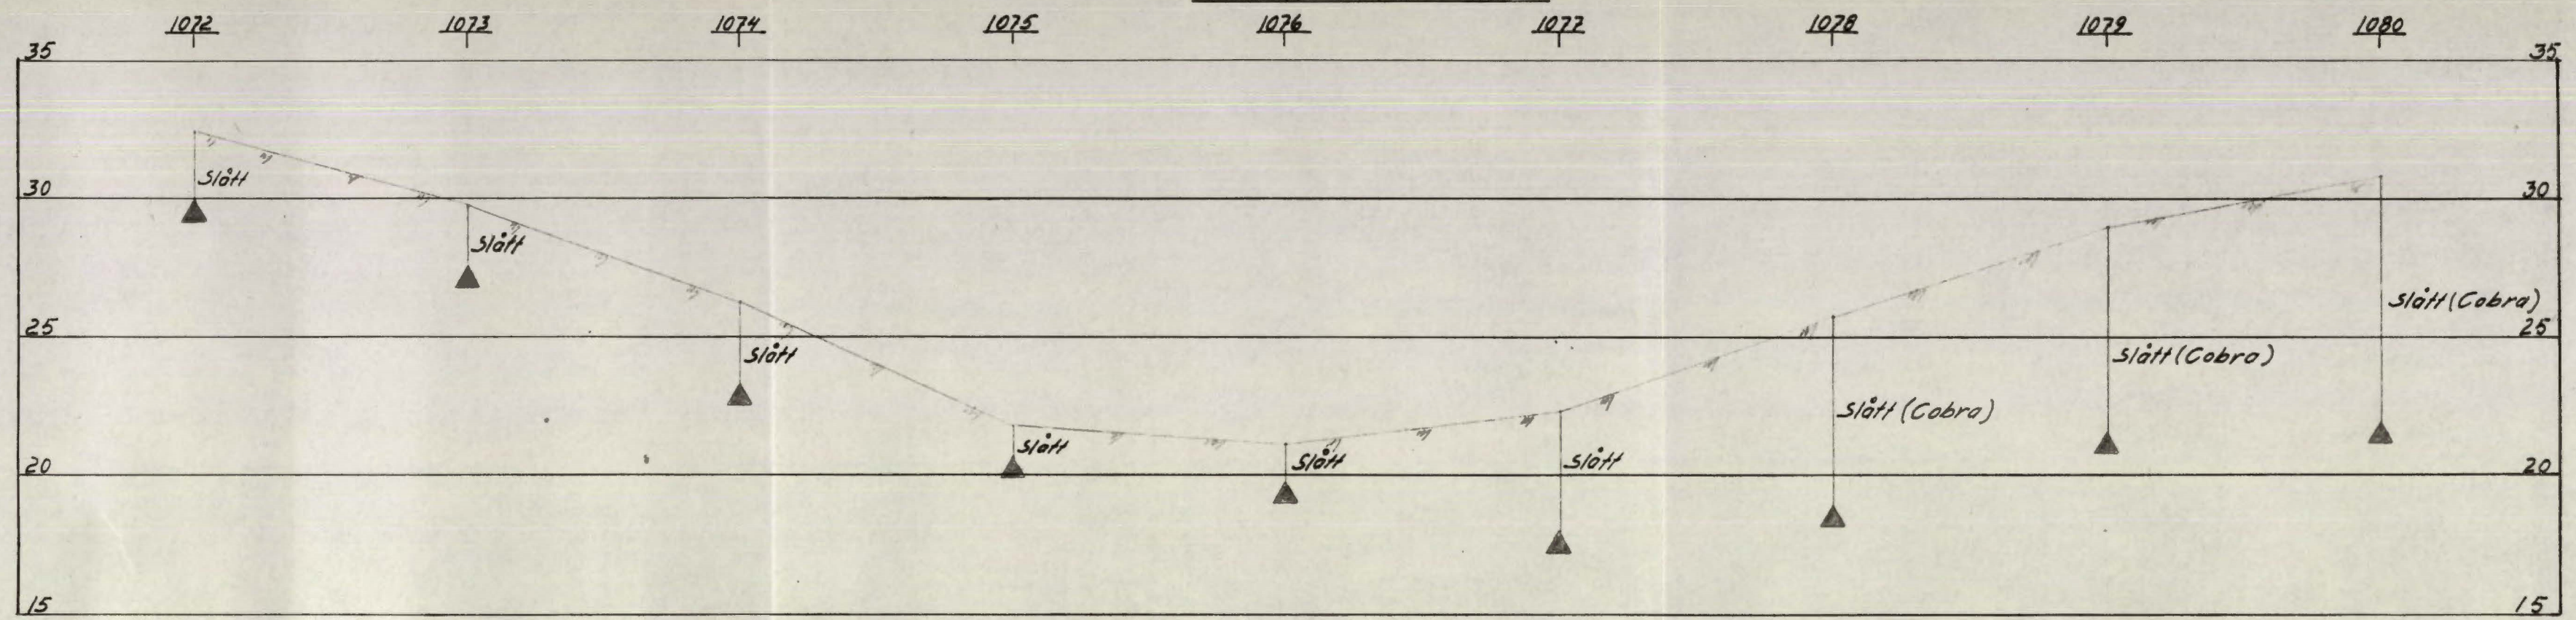 1072 1073 1074 1075 1076 1077 1078 1079 1080
35 35
Slått
30 30
Slått
Slått (Cobra)
25 25
Slått Slått (Cobra)
Slått (Cobra)
Slått
Slått Slått
20 20
15 15